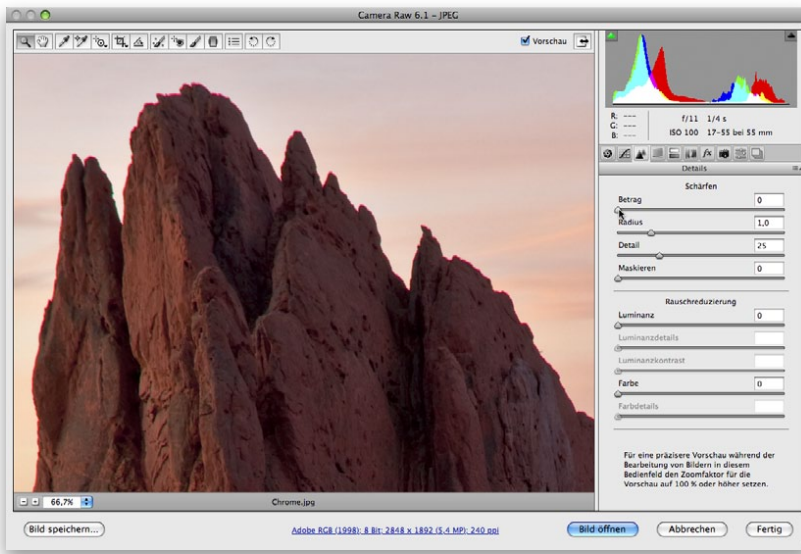 Camera Raw 6.1 – JPEG
Vorschau
R: ---
G: ---
B: ---
f/11 1/4 s
ISO 100 17-55 bei 55 mm
fx
Details
Schärfen
Betrag 0
Radius 1,0
Detail 25
Maskieren 0
Rauschreduzierung
Luminanz 0
Luminanzdetails
Luminanzkontrast
Farbe 0
Farbdetails
Für eine präzisere Vorschau während der
Bearbeitung von Bildern in diesem
Bedienfeld den Zoomfaktor für die
Vorschau auf 100 % oder höher setzen.
66,7%
Chrome.jpg
Bild speichern...
Adobe RGB (1998); 8 Bit; 2848 x 1892 (5,4 MP); 240 ppi
Bild öffnen
Abbrechen
Fertig